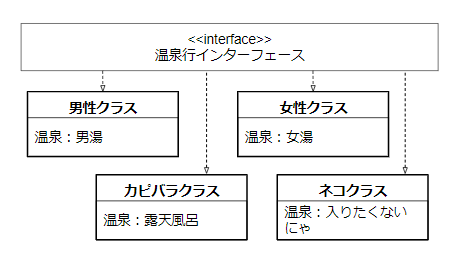 <<interface>>
温泉行インターフェース
男性クラス
温泉：男湯
女性クラス
温泉：女湯
カピバラクラス
温泉：露天風呂
ネコクラス
温泉：入りたくない
にゃ